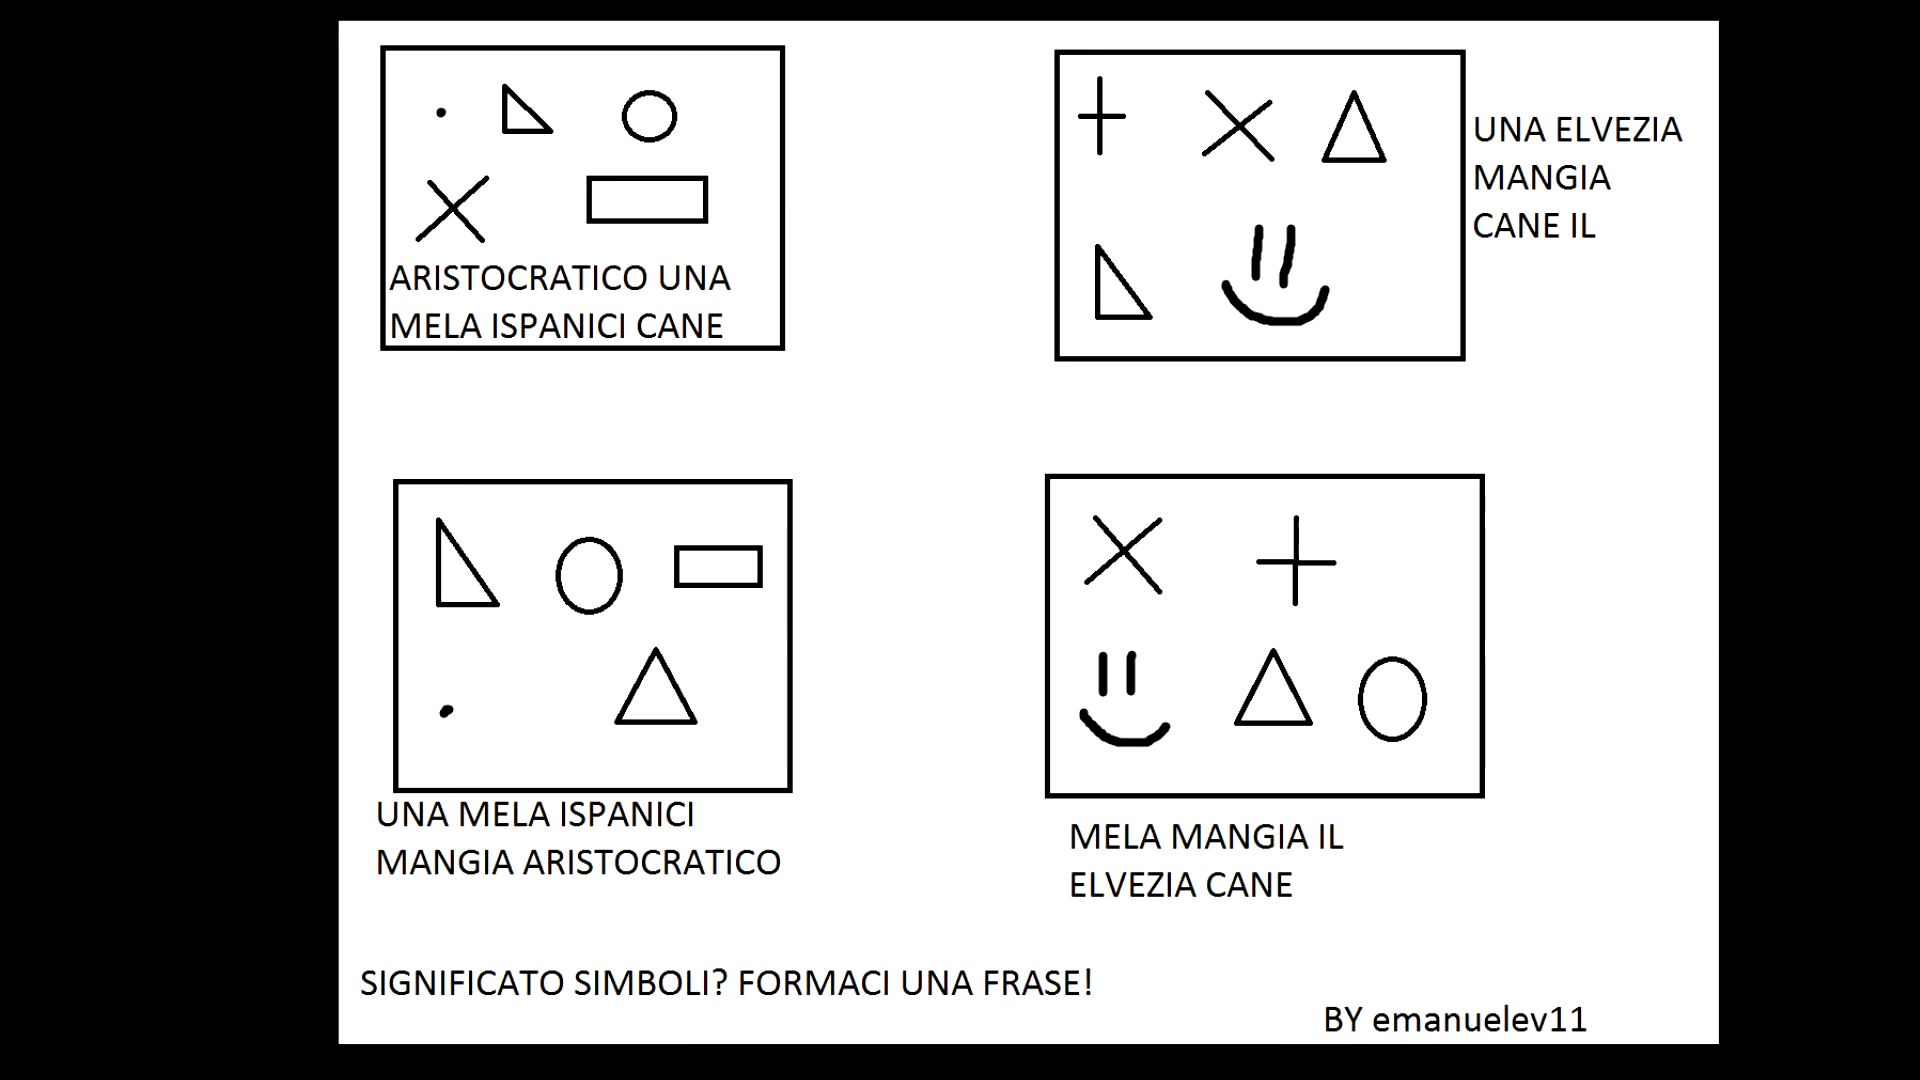 ARISTOCRATICO UNA
MELA ISPANICI CANE
UNA ELVEZIA
MANGIA
CANE IL
UNA MELA ISPANICI
MANGIA ARISTOCRATICO
MELA MANGIA IL
ELVEZIA CANE
SIGNIFICATO SIMBOLI? FORMACI UNA FRASE!
BY emanuelev11